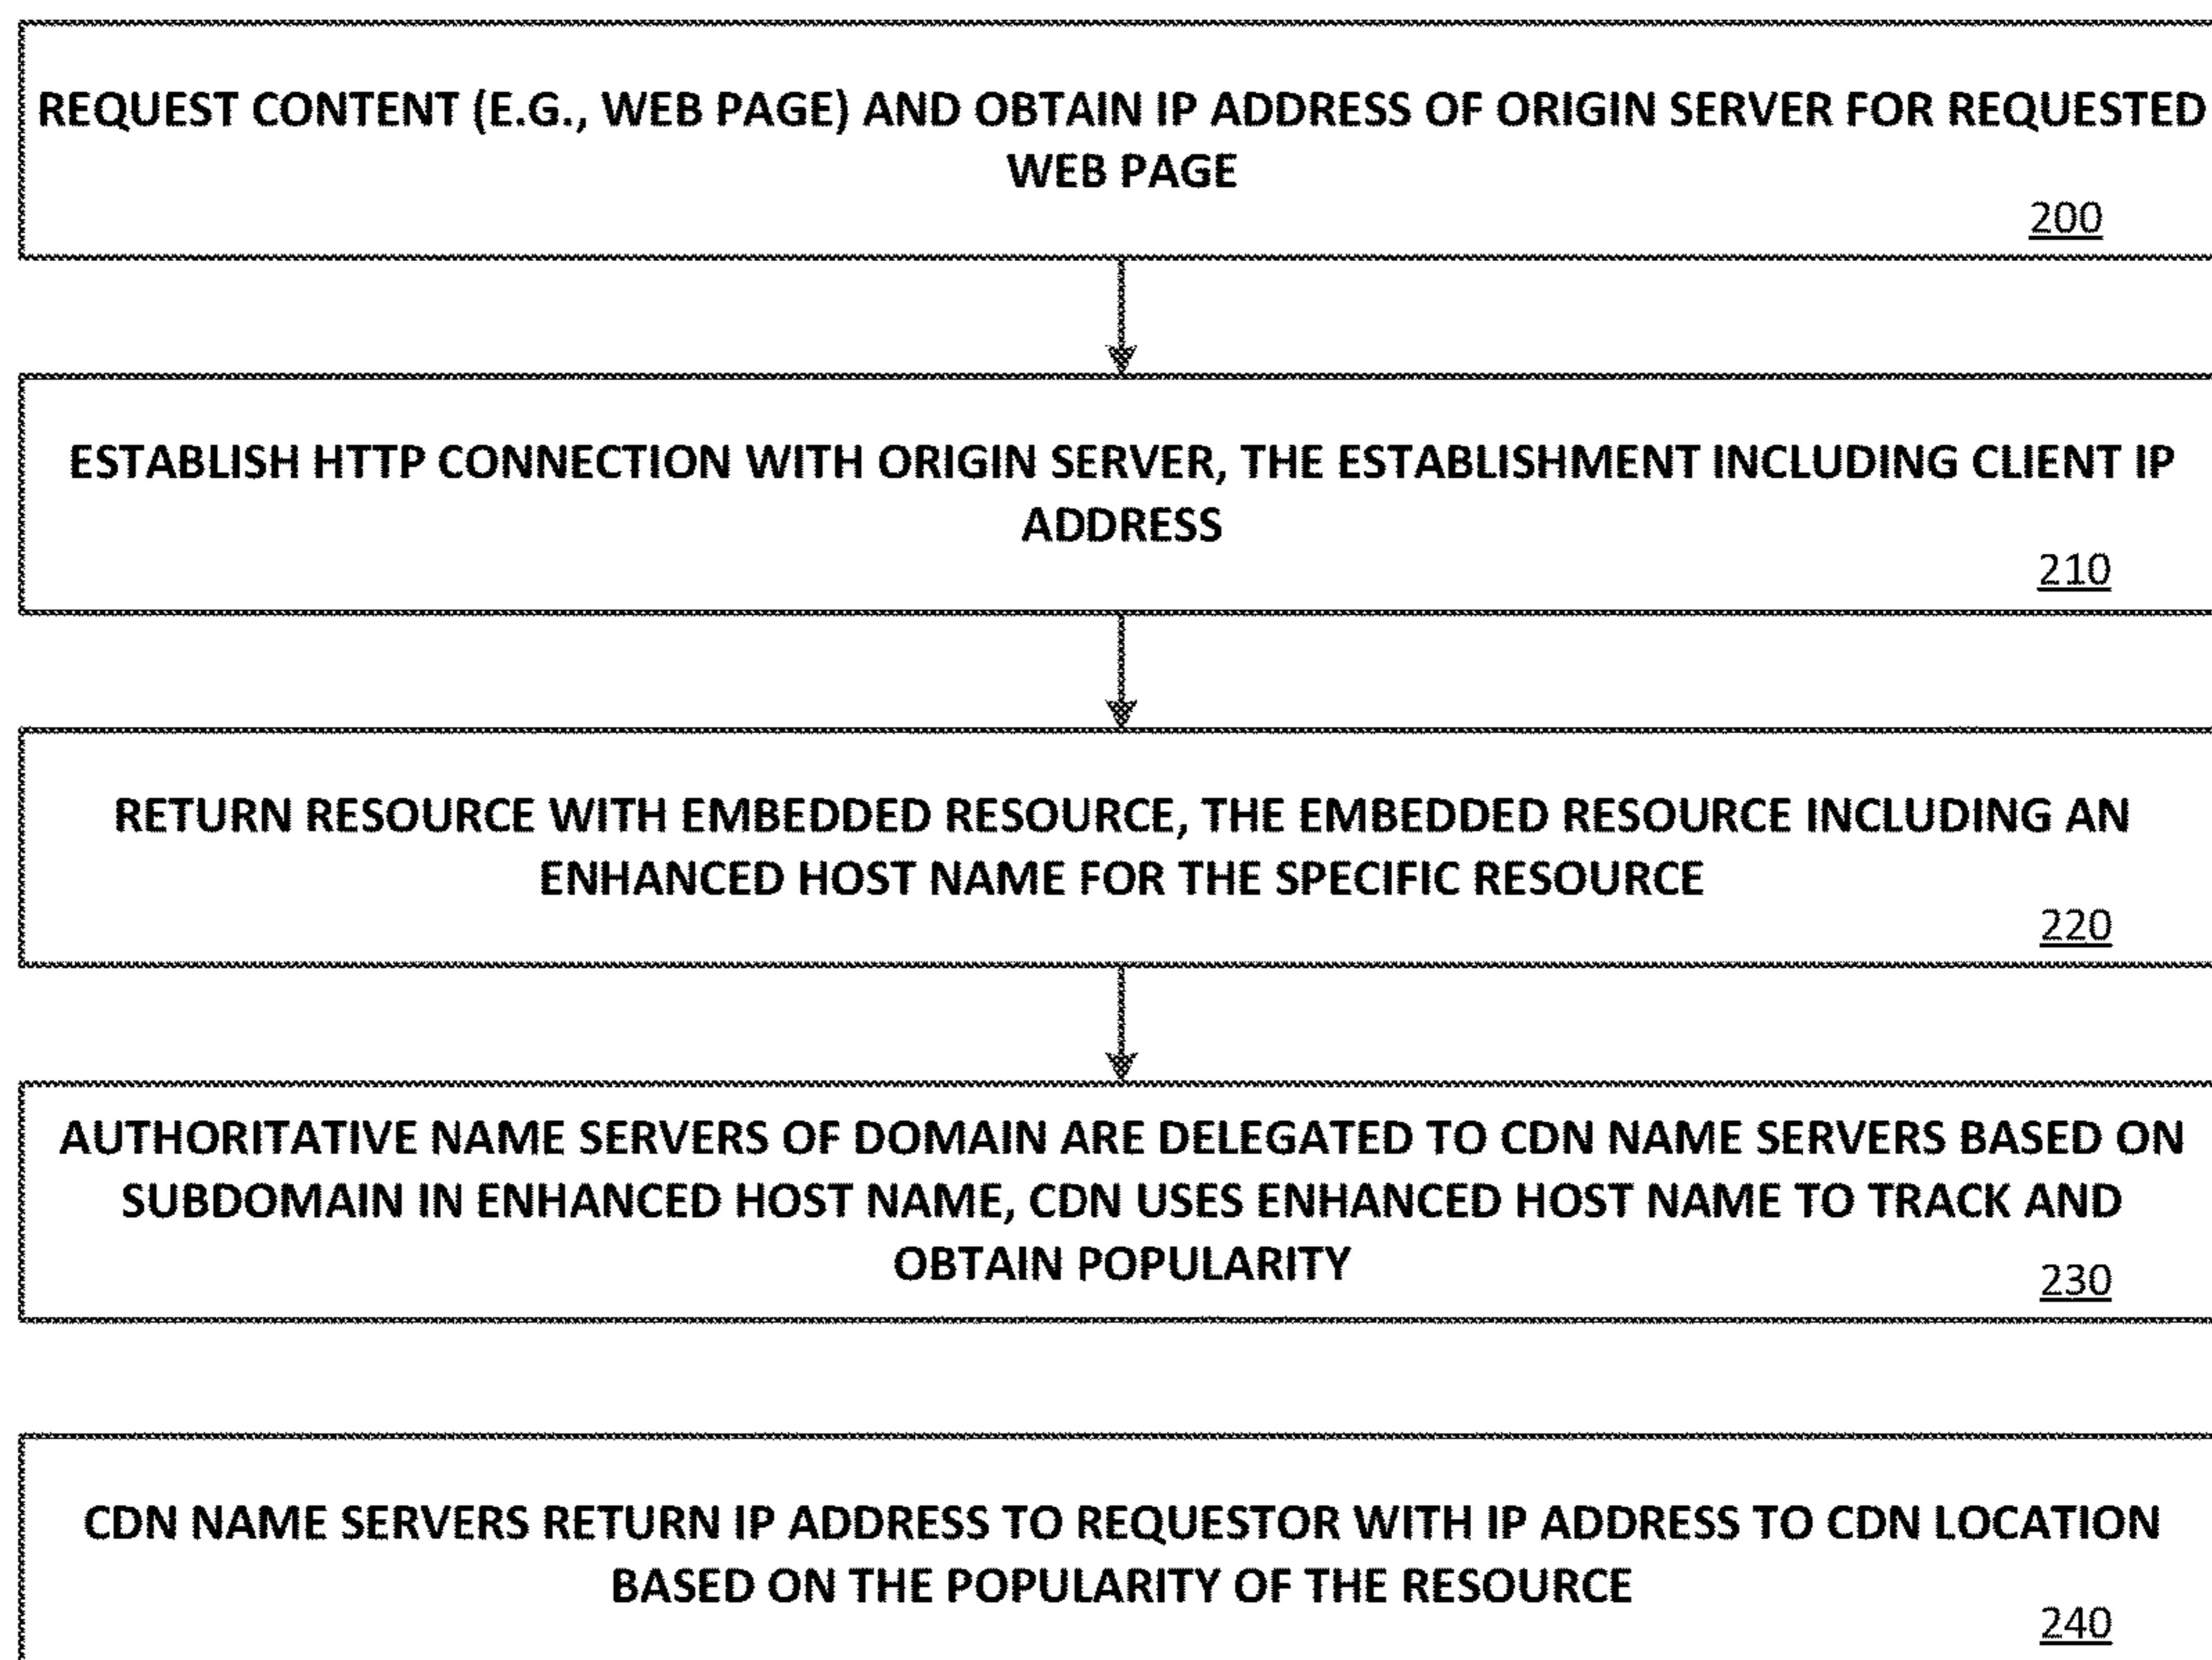 REQUEST CONTENT (E.G., WEB PAGE) AND OBTAIN IP ADDRESS OF ORIGIN SERVER FOR REQUESTED
WEB PAGE
200
ESTABLISH HTTP CONNECTION WITH ORIGIN SERVER, THE ESTABLISHMENT INCLUDING CLIENT IP
ADDRESS
210
RETURN RESOURCE WITH EMBEDDED RESOURCE, THE EMBEDDED RESOURCE INCLUDING AN
ENHANCED HOST NAME FOR THE SPECIFIC RESOURCE
220
AUTHORITATIVE NAME SERVERS OF DOMAIN ARE DELEGATED TO CDN NAME SERVERS BASED ON
SUBDOMAIN IN ENHANCED HOST NAME, CDN USES ENHANCED HOST NAME TO TRACK AND
OBTAIN POPULARITY
230
CDN NAME SERVERS RETURN IP ADDRESS TO REQUESTOR WITH IP ADDRESS TO CDN LOCATION
BASED ON THE POPULARITY OF THE RESOURCE
240